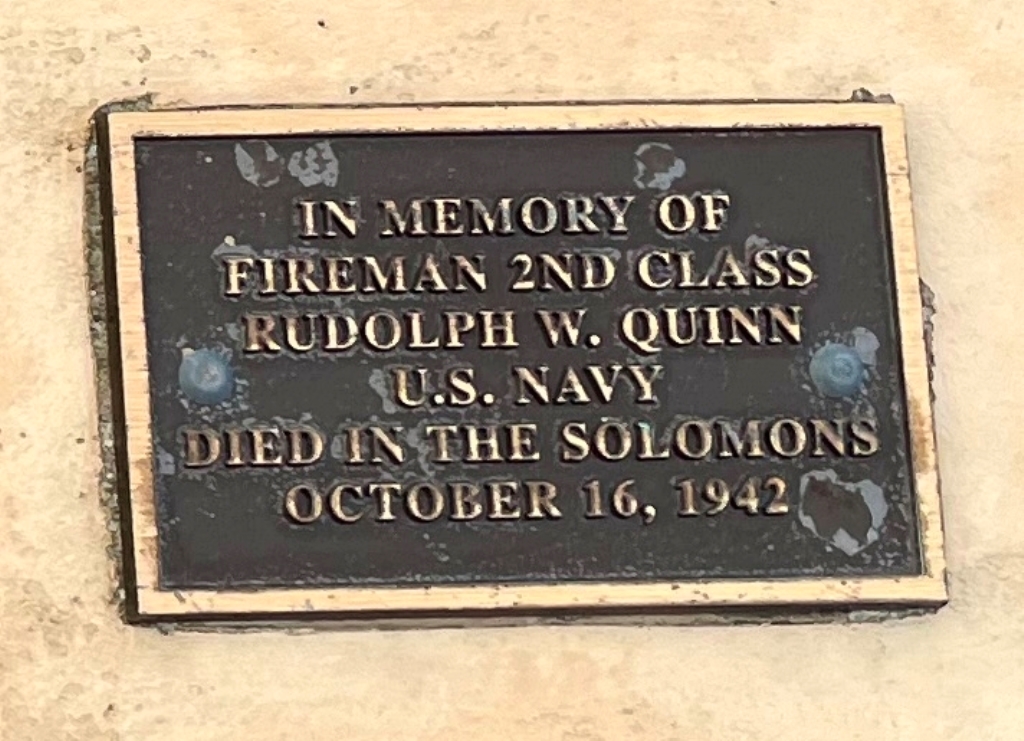 IN MEMORY OF
FIREMAN 2ND CLASS
RUDOLPH W. QUINN
U.S. NAVY
DIED IN THE SOLOMONS
OCTOBER 16, 1942